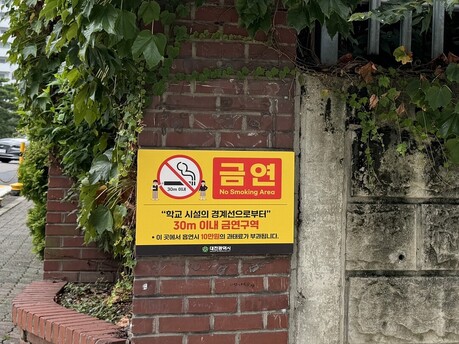 30m 이내
금연
No Smoking Area
"학교 시설의 경계선으로부터"
30m 이내 금연구역
• 이 곳에서 흡연시 10만원의 과태료가 부과됩니다.
대전광역시